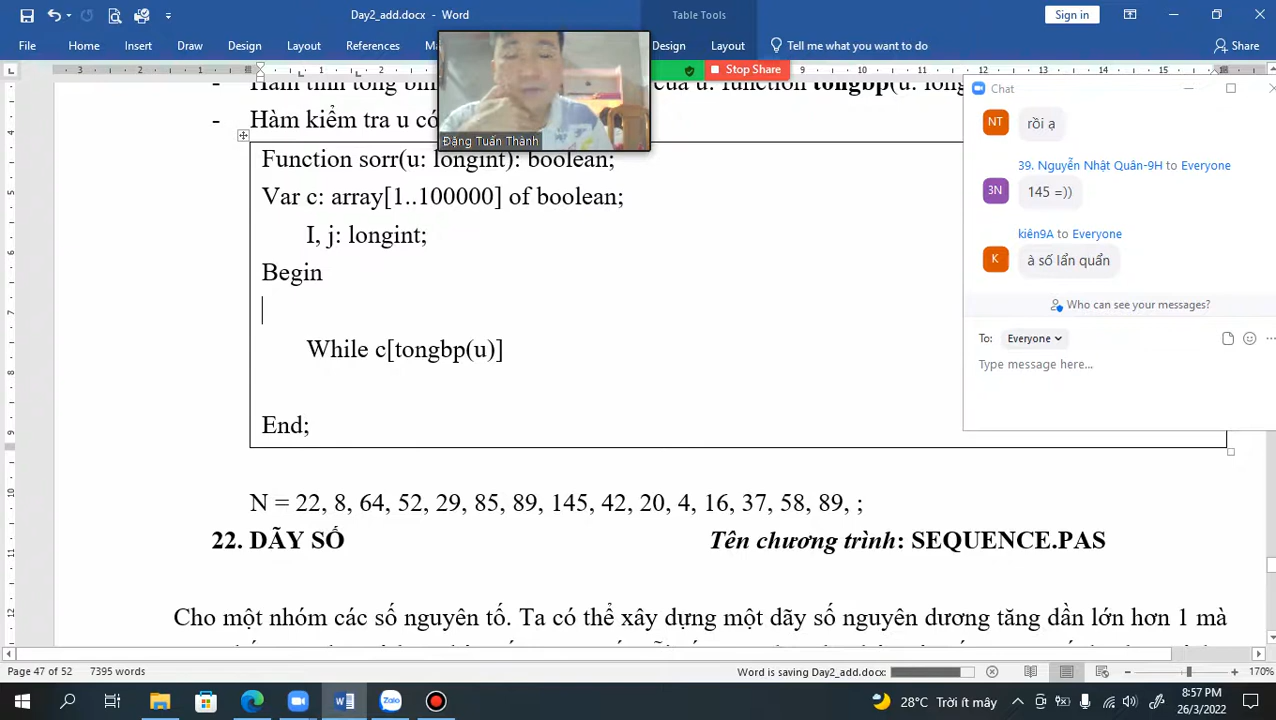 Day2_add.docx - Word
Table Tools
Sign in
File Home Insert Draw Design Layout References Design Layout Tell me what you want to do Share
Stop Share
của u: function tongbp(u:
- Hàm kiểm tra u có
Đặng Tuấn Thành
Function sorr(u: longint): boolean;
Var c: array[1..100000] of boolean;
I, j: longint;
Begin
While c[tongbp(u)]
End;
N = 22, 8, 64, 52, 29, 85, 89, 145, 42, 20, 4, 16, 37, 58, 89, ;
22. DÃY SỐ
Tên chương trình: SEQUENCE.PAS
Cho một nhóm các số nguyên tố. Ta có thể xây dựng một dãy số nguyên dương tăng dần lớn hơn 1 mà
Chat
NT
rồi ạ
39. Nguyễn Nhật Quân-9H to Everyone
3N
145 =))
kiên9A to Everyone
K
à số lẩn quẩn
Who can see your messages?
To: Everyone
Type message here...
Page 47 of 52 7395 words
Word is saving Day2_add.docx:
170%
28°C Trời ít mây
8:57 PM
26/3/2022